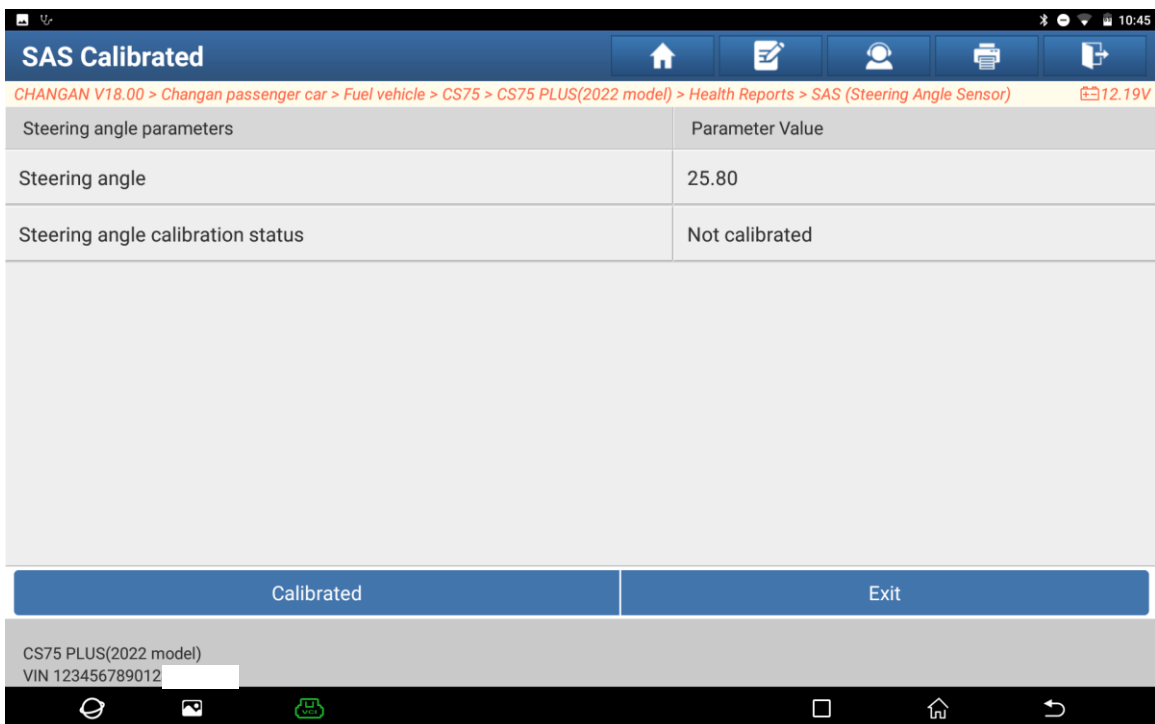 10:45
SAS Calibrated
CHANGAN V18.00 > Changan passenger car > Fuel vehicle > CS75 > CS75 PLUS(2022 model) > Health Reports > SAS (Steering Angle Sensor) 12.19V
Steering angle parameters Parameter Value
Steering angle 25.80
Steering angle calibration status Not calibrated
Calibrated Exit
CS75 PLUS(2022 model)
VIN 123456789012
VCI